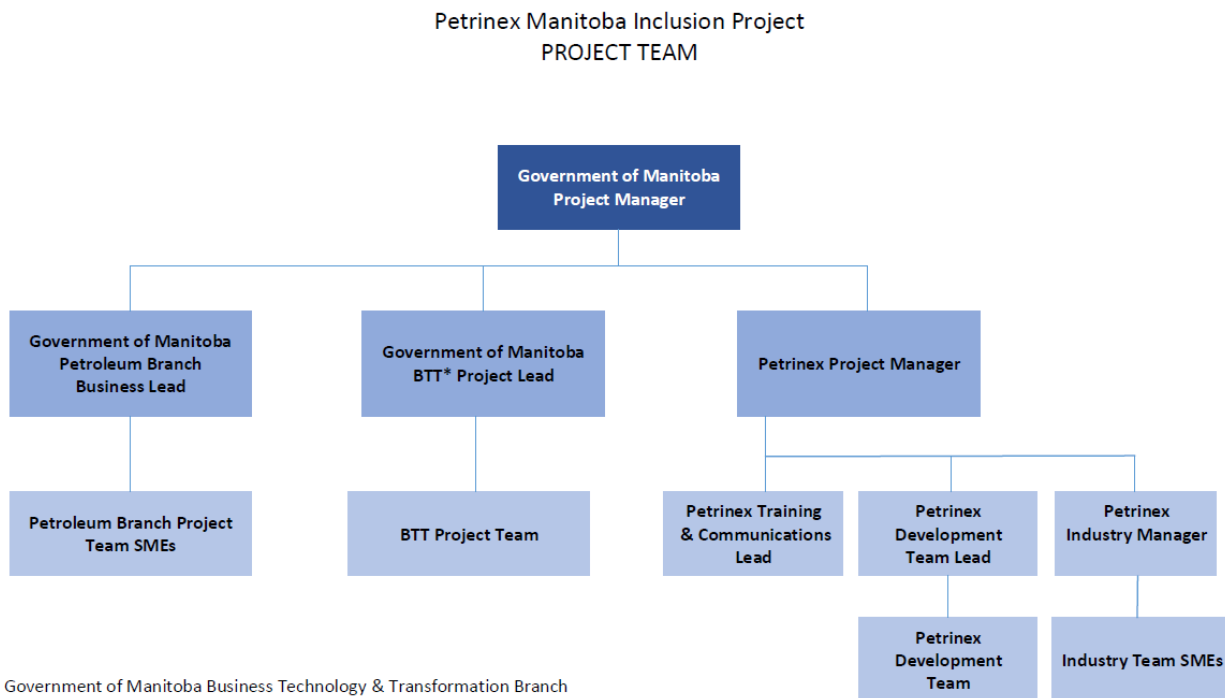 Petrinex Manitoba Inclusion Project
PROJECT TEAM
Government of Manitoba
Project Manager
Government of Manitoba
Petroleum Branch
Business Lead
Government of Manitoba
BTT* Project Lead
Petrinex Project Manager
Petroleum Branch Project
Team SMEs
BTT Project Team
Petrinex Training
& Communications
Lead
Petrinex
Development
Team Lead
Petrinex
Industry Manager
Petrinex
Development
Team
Industry Team SMEs
Government of Manitoba Business Technology & Transformation Branch